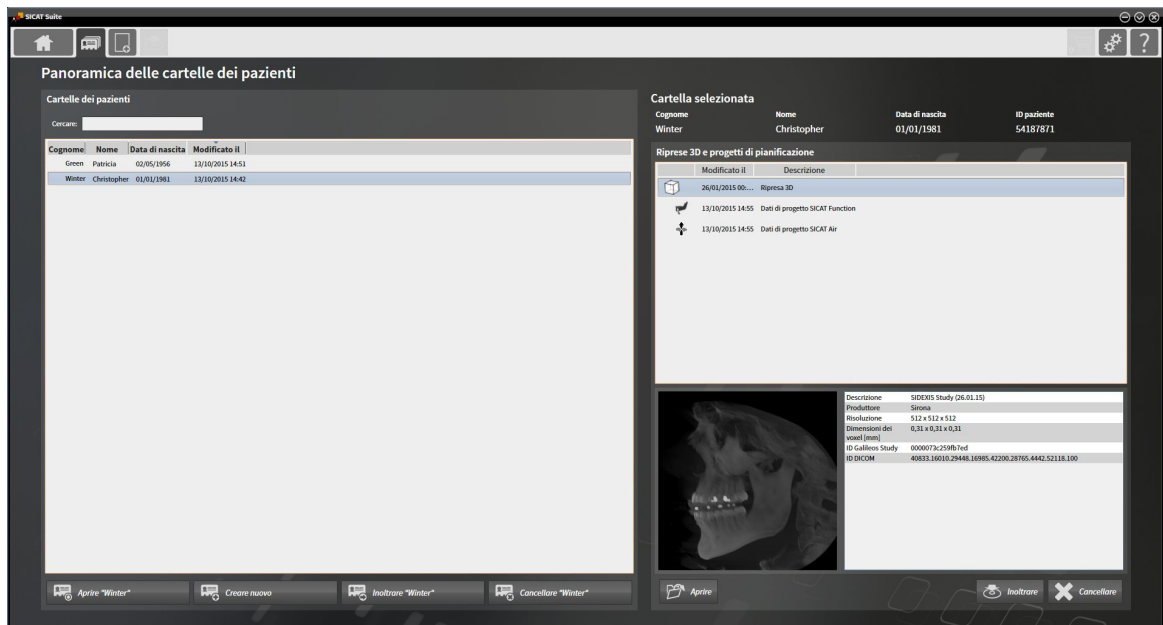 SICAT Suite
Panoramica delle cartelle dei pazienti
Cartelle dei pazienti
Cercare:
Cognome Nome Data di nascita Modificato il
Green Patricia 02/05/1956 13/10/2015 14:51
Winter Christopher 01/01/1981 13/10/2015 14:42
Aprire "Winter"
Creare nuovo
Inoltrare "Winter"
Cancellare "Winter"
Cartella selezionata
Cognome Nome Data di nascita ID paziente
Winter Christopher 01/01/1981 54187871
Riprese 3D e progetti di pianificazione
Modificato il Descrizione
26/01/2015 00:... Ripresa 3D
13/10/2015 14:55 Dati di progetto SICAT Function
13/10/2015 14:55 Dati di progetto SICAT Air
Descrizione SIDEXIS Study (26.01.15)
Produttore Sirona
Risoluzione 512 x 512 x 512
Dimensioni dei 0,31 x 0,31 x 0,31
voxel [mm]
ID Galileos Study 0000073c259fb7ed
ID DICOM 40833.16010.29448.16985.42200.28765.4442.52118.100
Aprire
Inoltrare
Cancellare